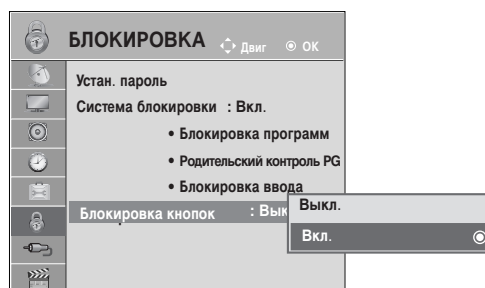 БЛОКИРОВКА Двиг ОК
Устан. пароль
Система блокировки : Вкл.
• Блокировка программ
• Родительский контроль PG
• Блокировка ввода
Блокировка кнопок : Вык
Выкл.
Вкл.